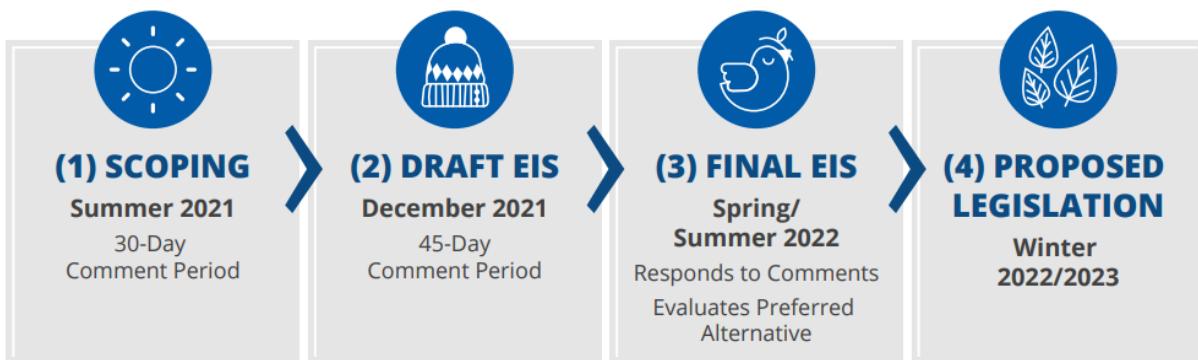 (1) SCOPING
Summer 2021
30-Day
Comment Period
(2) DRAFT EIS
December 2021
45-Day
Comment Period
(3) FINAL EIS
Spring/
Summer 2022
Responds to Comments
Evaluates Preferred
Alternative
(4) PROPOSED
LEGISLATION
Winter
2022/2023